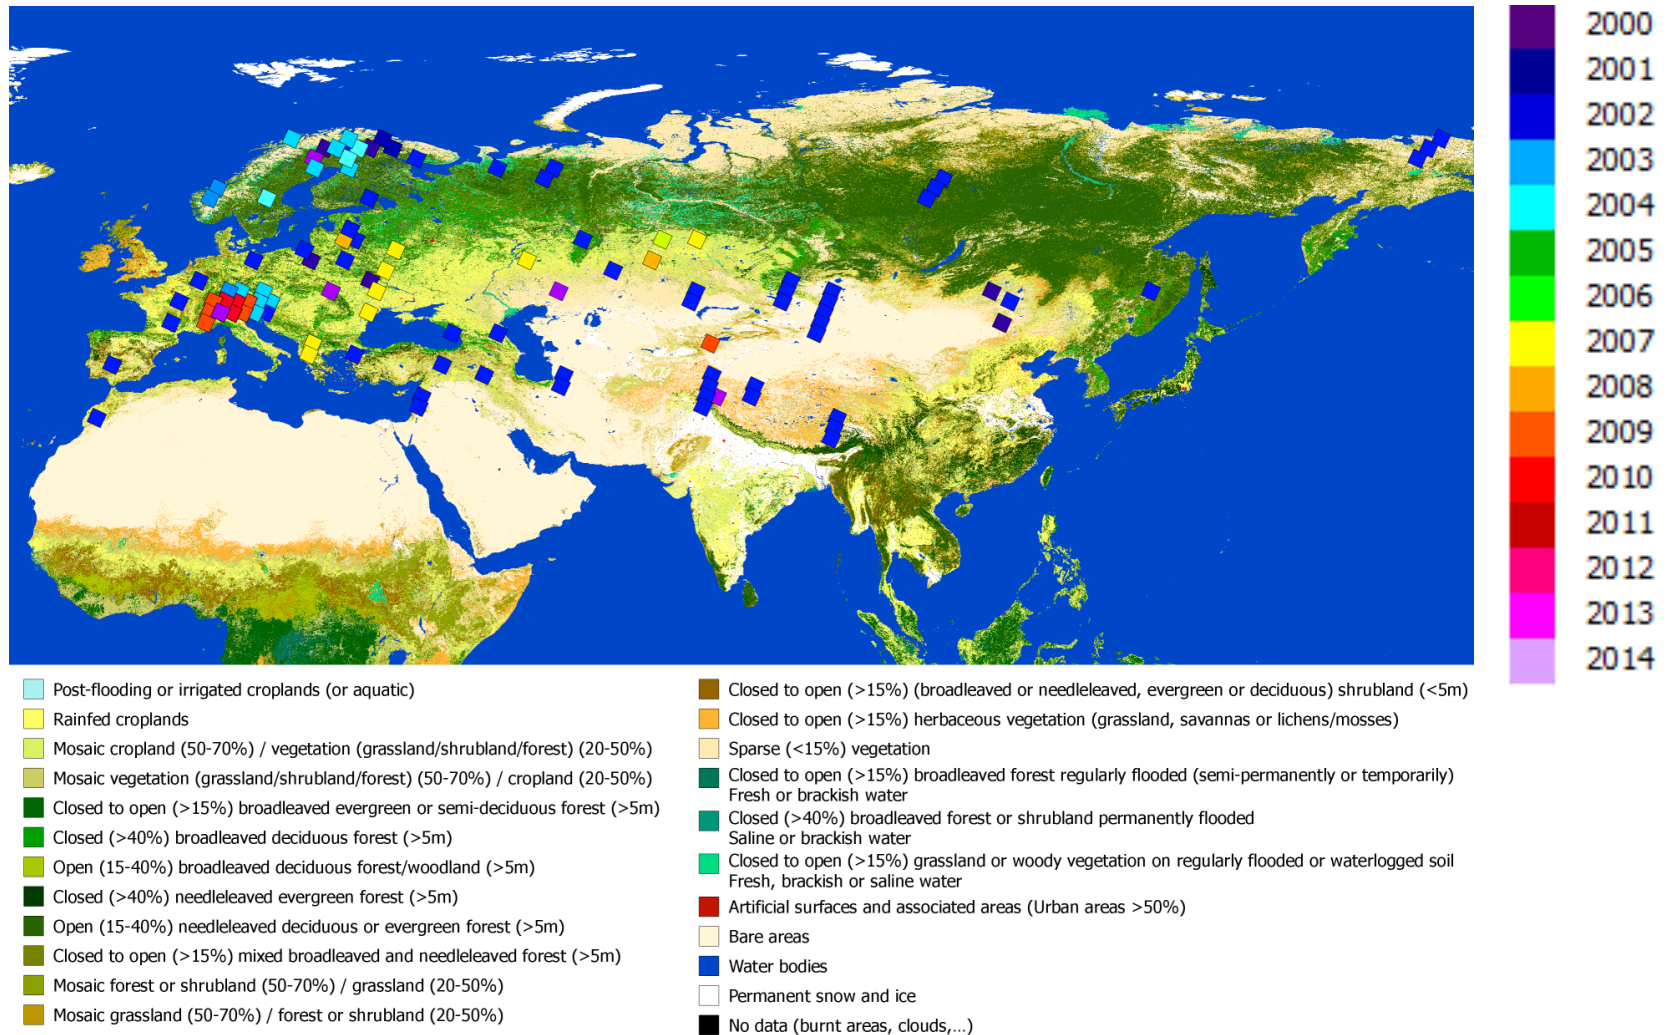 2000
2001
2002
2003
2004
2005
2006
2007
2008
2009
2010
2011
2012
2013
2014
Post-flooding or irrigated croplands (or aquatic)
Rainfed croplands
Mosaic cropland (50-70%) / vegetation (grassland/shrubland/forest) (20-50%)
Mosaic vegetation (grassland/shrubland/forest) (50-70%) / cropland (20-50%)
Closed to open (>15%) broadleaved evergreen or semi-deciduous forest (>5m)
Closed (>40%) broadleaved deciduous forest (>5m)
Open (15-40%) broadleaved deciduous forest/woodland (>5m)
Closed (>40%) needleleaved evergreen forest (>5m)
Open (15-40%) needleleaved deciduous or evergreen forest (>5m)
Closed to open (>15%) mixed broadleaved and needleleaved forest (>5m)
Mosaic forest or shrubland (50-70%) / grassland (20-50%)
Mosaic grassland (50-70%) / forest or shrubland (20-50%)
Closed to open (>15%) (broadleaved or needleleaved, evergreen or deciduous) shrubland (<5m)
Closed to open (>15%) herbaceous vegetation (grassland, savannas or lichens/mosses)
Sparse (<15%) vegetation
Closed to open (>15%) broadleaved forest regularly flooded (semi-permanently or temporarily)
Fresh or brackish water
Closed (>40%) broadleaved forest or shrubland permanently flooded
Saline or brackish water
Closed to open (>15%) grassland or woody vegetation on regularly flooded or waterlogged soil
Fresh, brackish or saline water
Artificial surfaces and associated areas (Urban areas >50%)
Bare areas
Water bodies
Permanent snow and ice
No data (burnt areas, clouds,...)